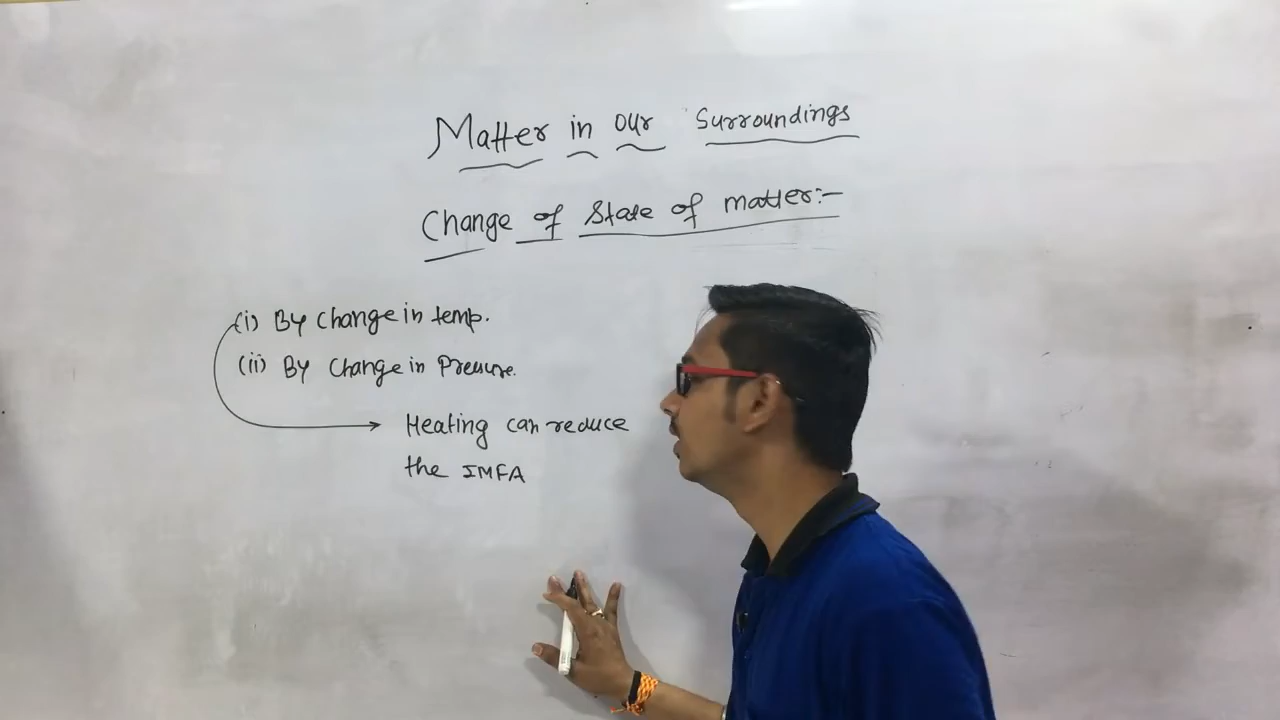 Matter in our Surroundings
Change of State of matter:-
(i) By Change in temp.
(ii) By Change in Pressure.
Heating can reduce
the IMFA